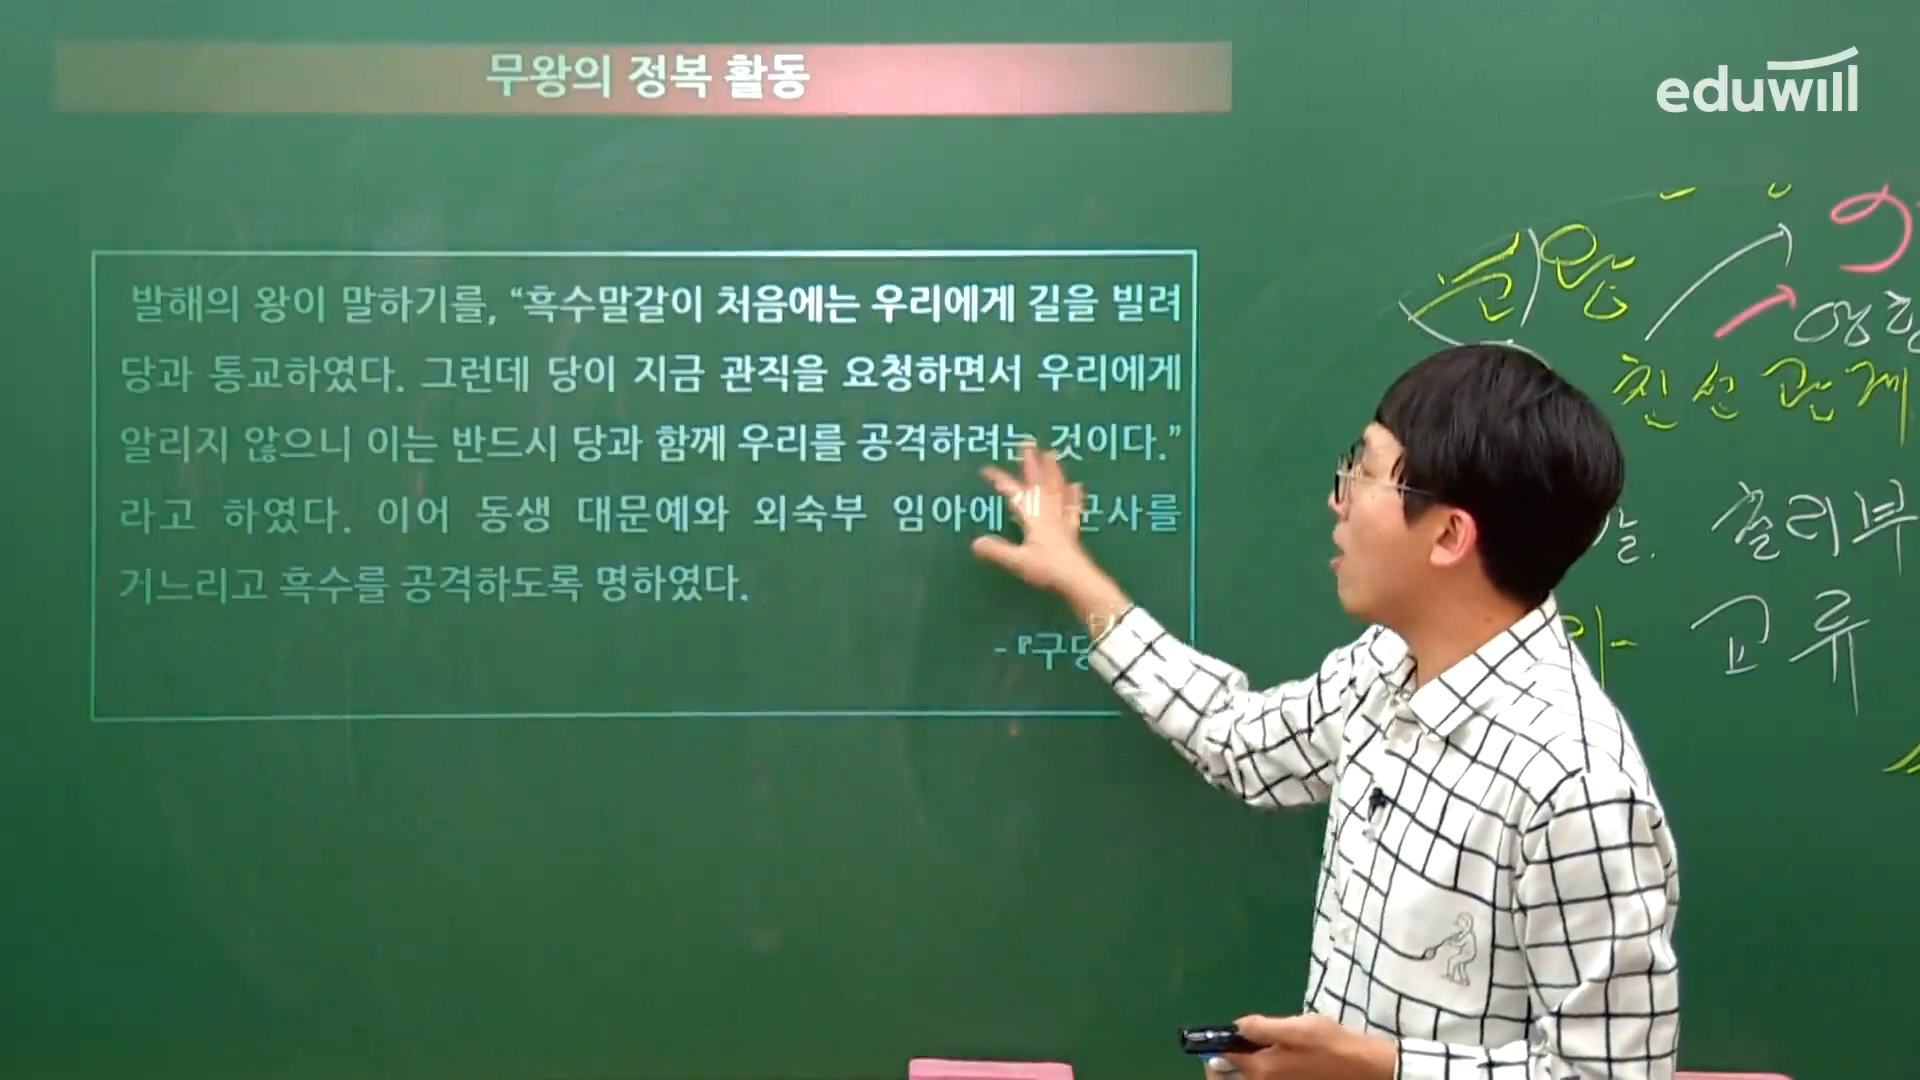 무왕의 정복 활동
eduwill
발해의 왕이 말하기를, “흑수말갈이 처음에는 우리에게 길을 빌려
당과 통교하였다. 그런데 당이 지금 관직을 요청하면서 우리에게
알리지 않으니 이는 반드시 당과 함께 우리를 공격하려는 것이다.”
라고 하였다. 이어 동생 대문예와 외숙부 임아에게 군사를
거느리고 흑수를 공격하도록 명하였다.
- 『구당
친선관계
출리부
고류